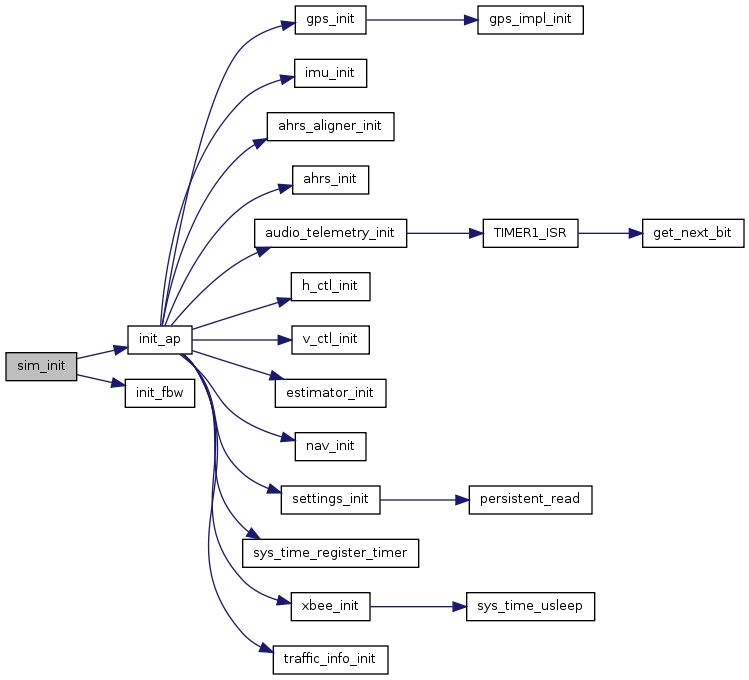 gps_init
gps_impl_init
imu_init
ahrs_aligner_init
ahrs_init
audio_telemetry_init
TIMER1_ISR
get_next_bit
h_ctl_init
init_ap
v_ctl_init
sim_init
init_fbw
estimator_init
nav_init
settings_init
persistent_read
sys_time_register_timer
xbee_init
sys_time_usleep
traffic_info_init